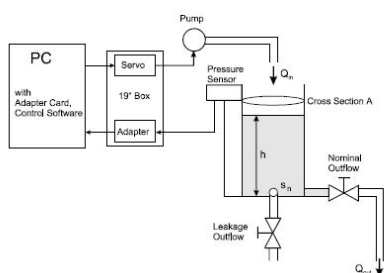 Pump
PC
with
Adapter Card,
Control Software
Servo
19" Box
Adapter
Pressure
Sensor
Qin
Cross Section A
h
Sn
Nominal
Outflow
Leakage
Outflow
Qout